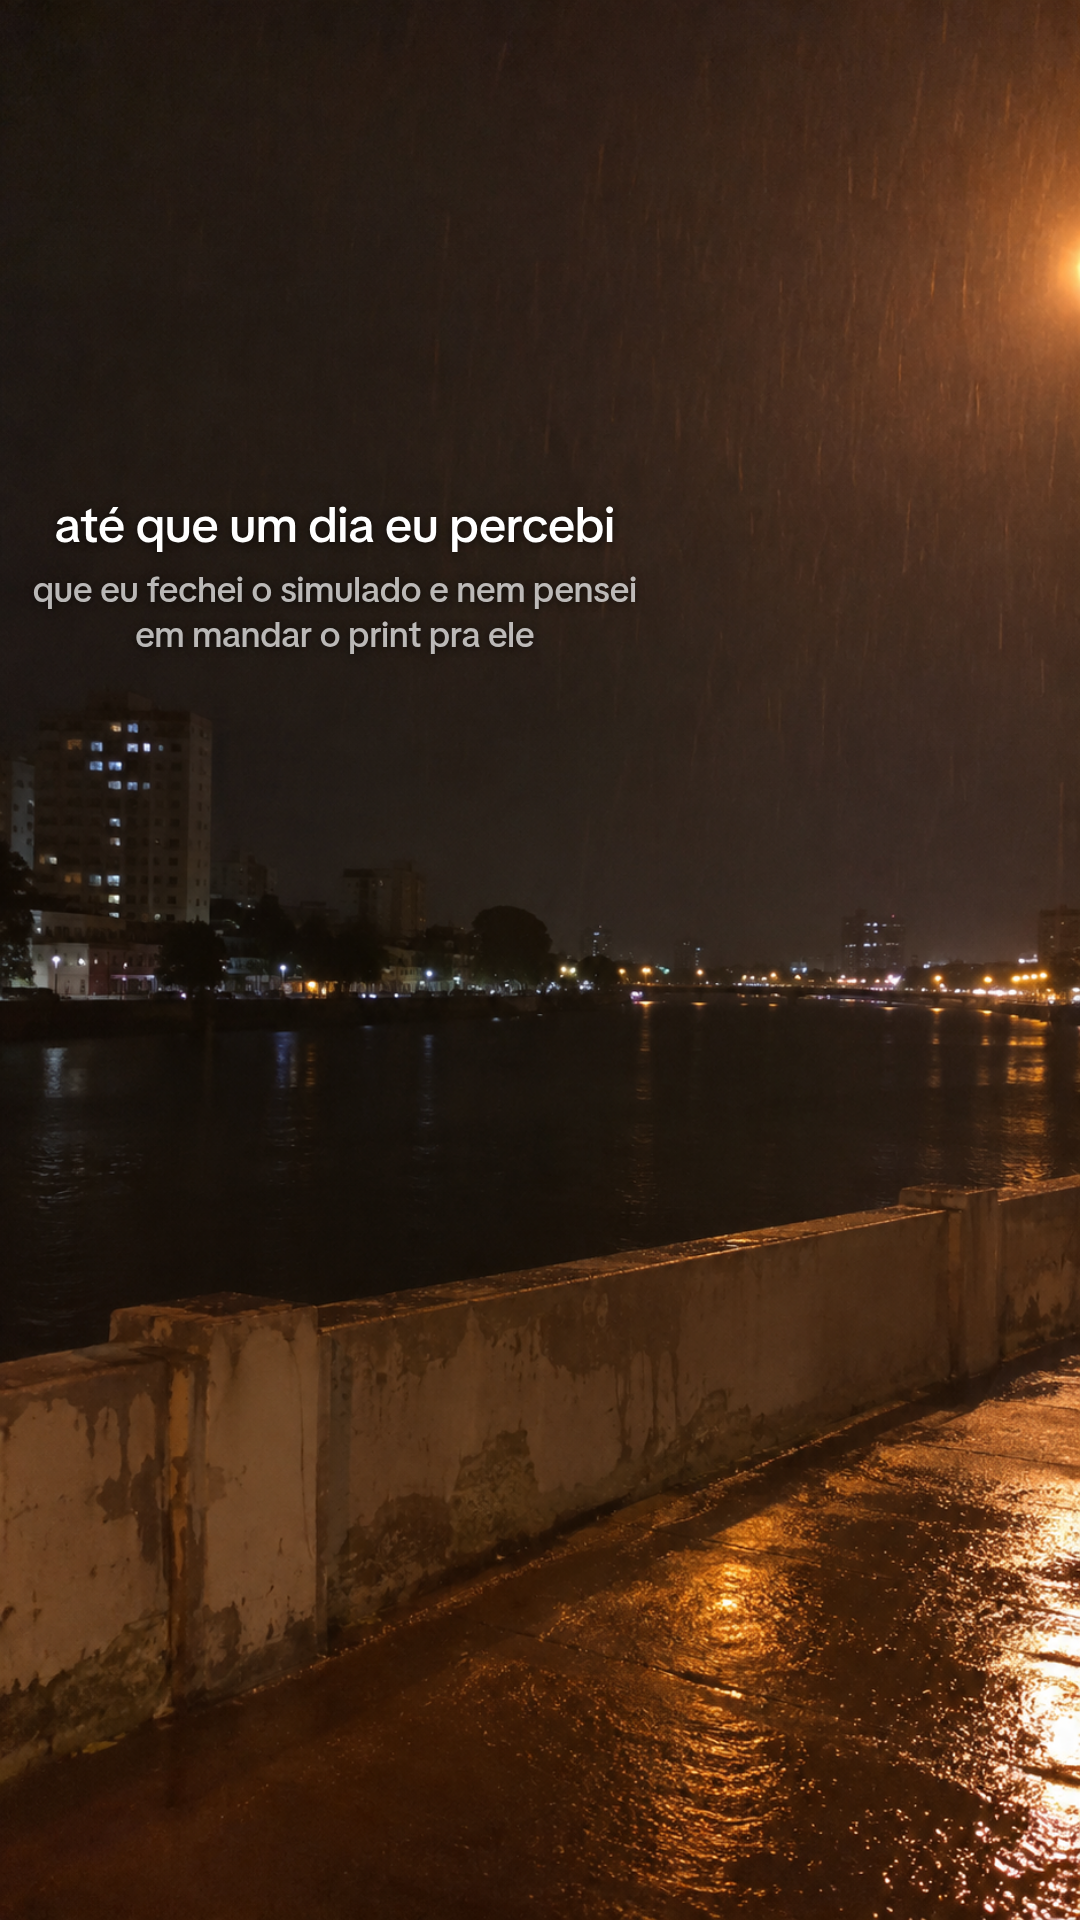 até que um dia eu percebi
que eu fechei o simulado e nem pensei
em mandar o print pra ele